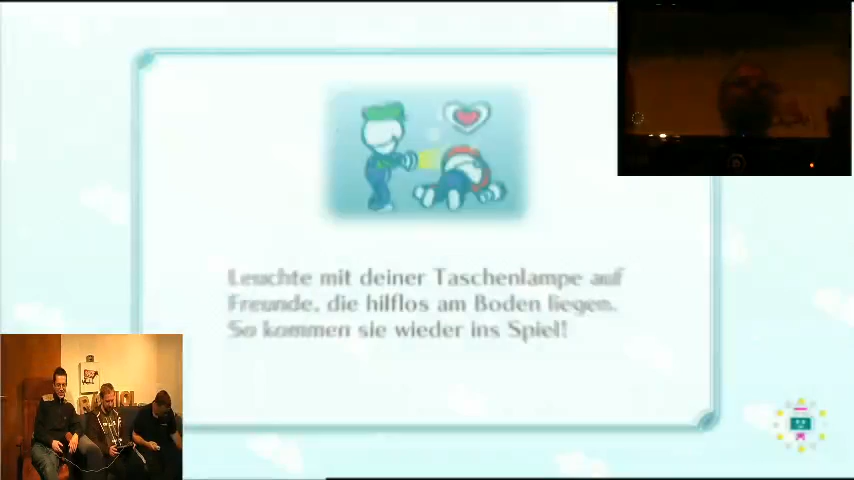 Leuchte mit deiner Taschenlampe auf
Freunde, die hilflos am Boden liegen.
So kommen sie wieder ins Spiel!